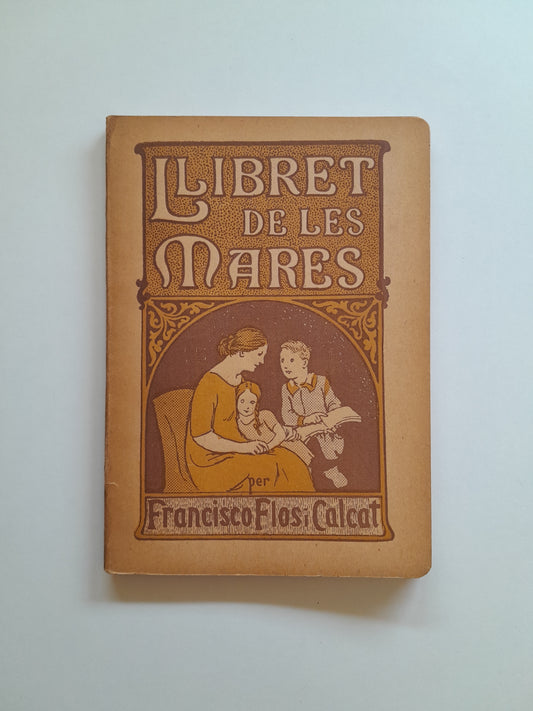 LLIBRET
DE LES
MARES
per
Francisco Flos i Calcat